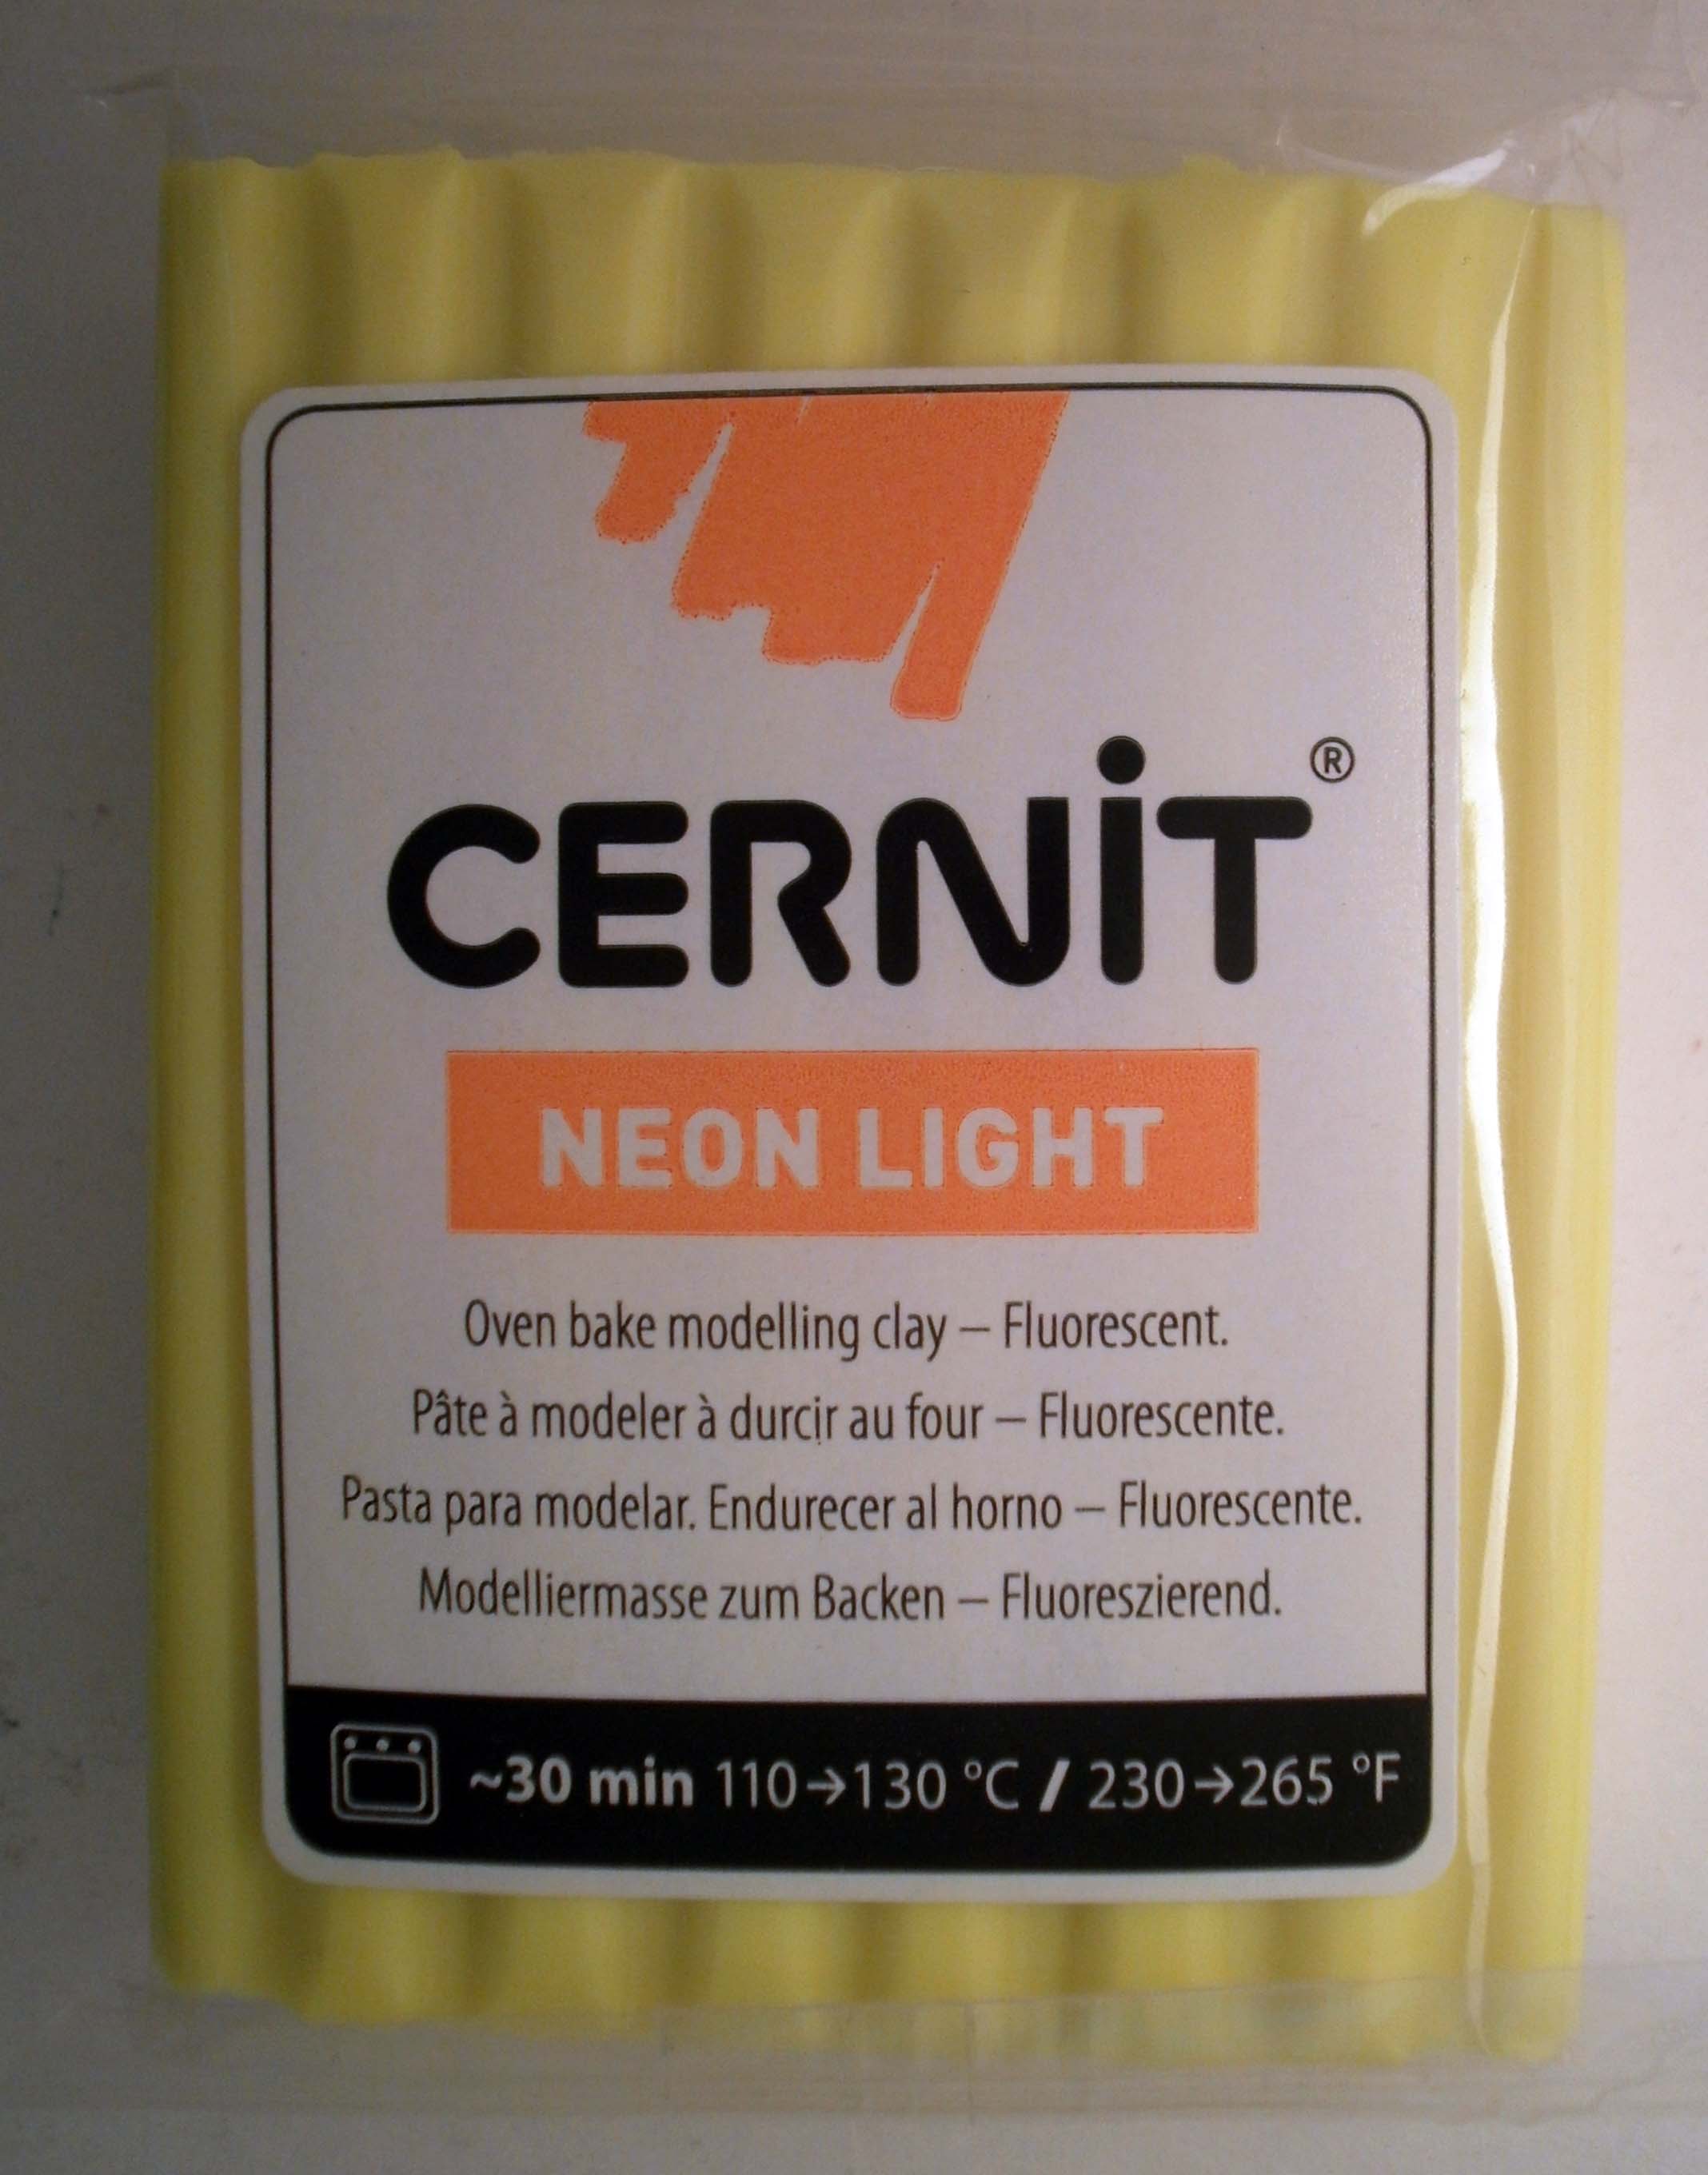 CERNiT®
NEON LIGHT
Oven bake modelling clay – Fluorescent.
Pâte à modeler à durcir au four – Fluorescente.
Pasta para modelar. Endurecer al horno – Fluorescente.
Modelliermasse zum Backen – Fluoreszierend.
~30 min 110→130 °C / 230→265 °F